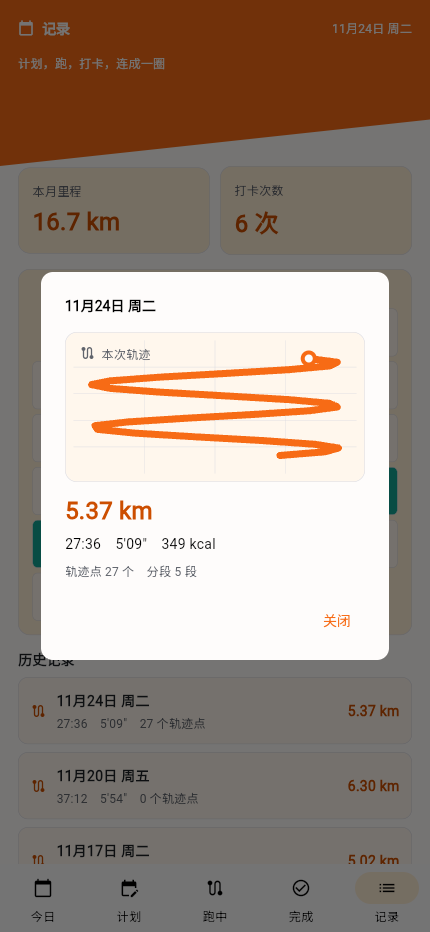 记录
11月24日 周二
计划，跑，打卡，连成一圈
本月里程
16.7 km
打卡次数
6 次
11月24日 周二
本次轨迹
5.37 km
27:36 5'09" 349 kcal
轨迹点 27 个 分段 5 段
关闭
历史记录
11月24日 周二
27:36 5'09" 27 个轨迹点
5.37 km
11月20日 周五
37:12 5'54" 0 个轨迹点
6.30 km
11月17日 周二
5.02 km
今日
计划
跑中
完成
记录